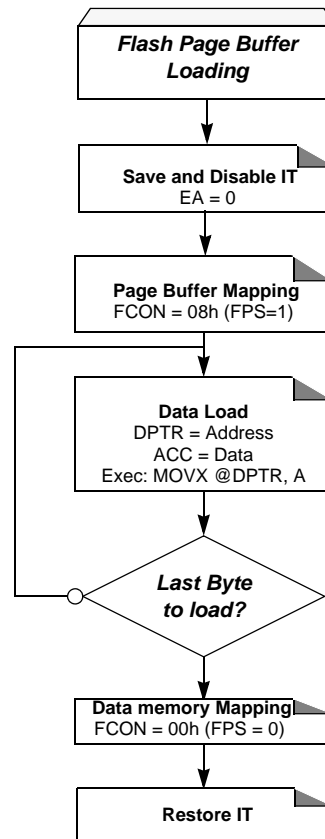 Flash Page Buffer
Loading
Save and Disable IT
EA = 0
Page Buffer Mapping
FCON = 08h (FPS=1)
Data Load
DPTR = Address
ACC = Data
Exec: MOVX @DPTR, A
Last Byte
to load?
Data memory Mapping
FCON = 00h (FPS = 0)
Restore IT